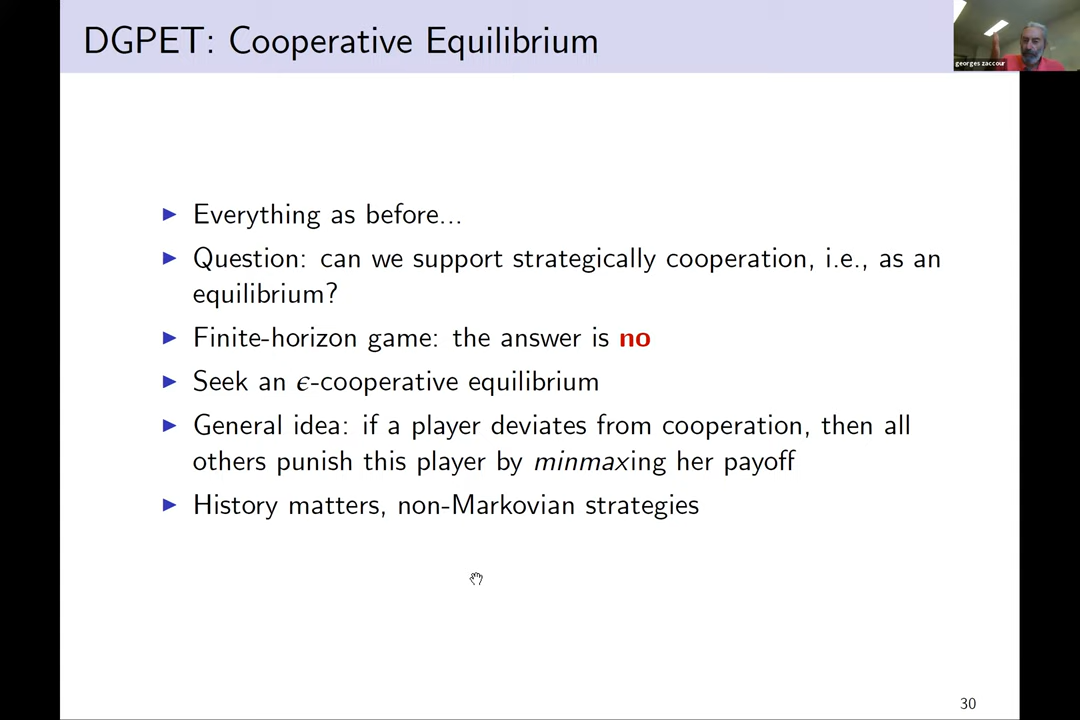 DGPET: Cooperative Equilibrium
georges zaccour
▶ Everything as before...
▶ Question: can we support strategically cooperation, i.e., as an
equilibrium?
▶ Finite-horizon game: the answer is no
▶ Seek an ϵ-cooperative equilibrium
▶ General idea: if a player deviates from cooperation, then all
others punish this player by minmaxing her payoff
▶ History matters, non-Markovian strategies
30